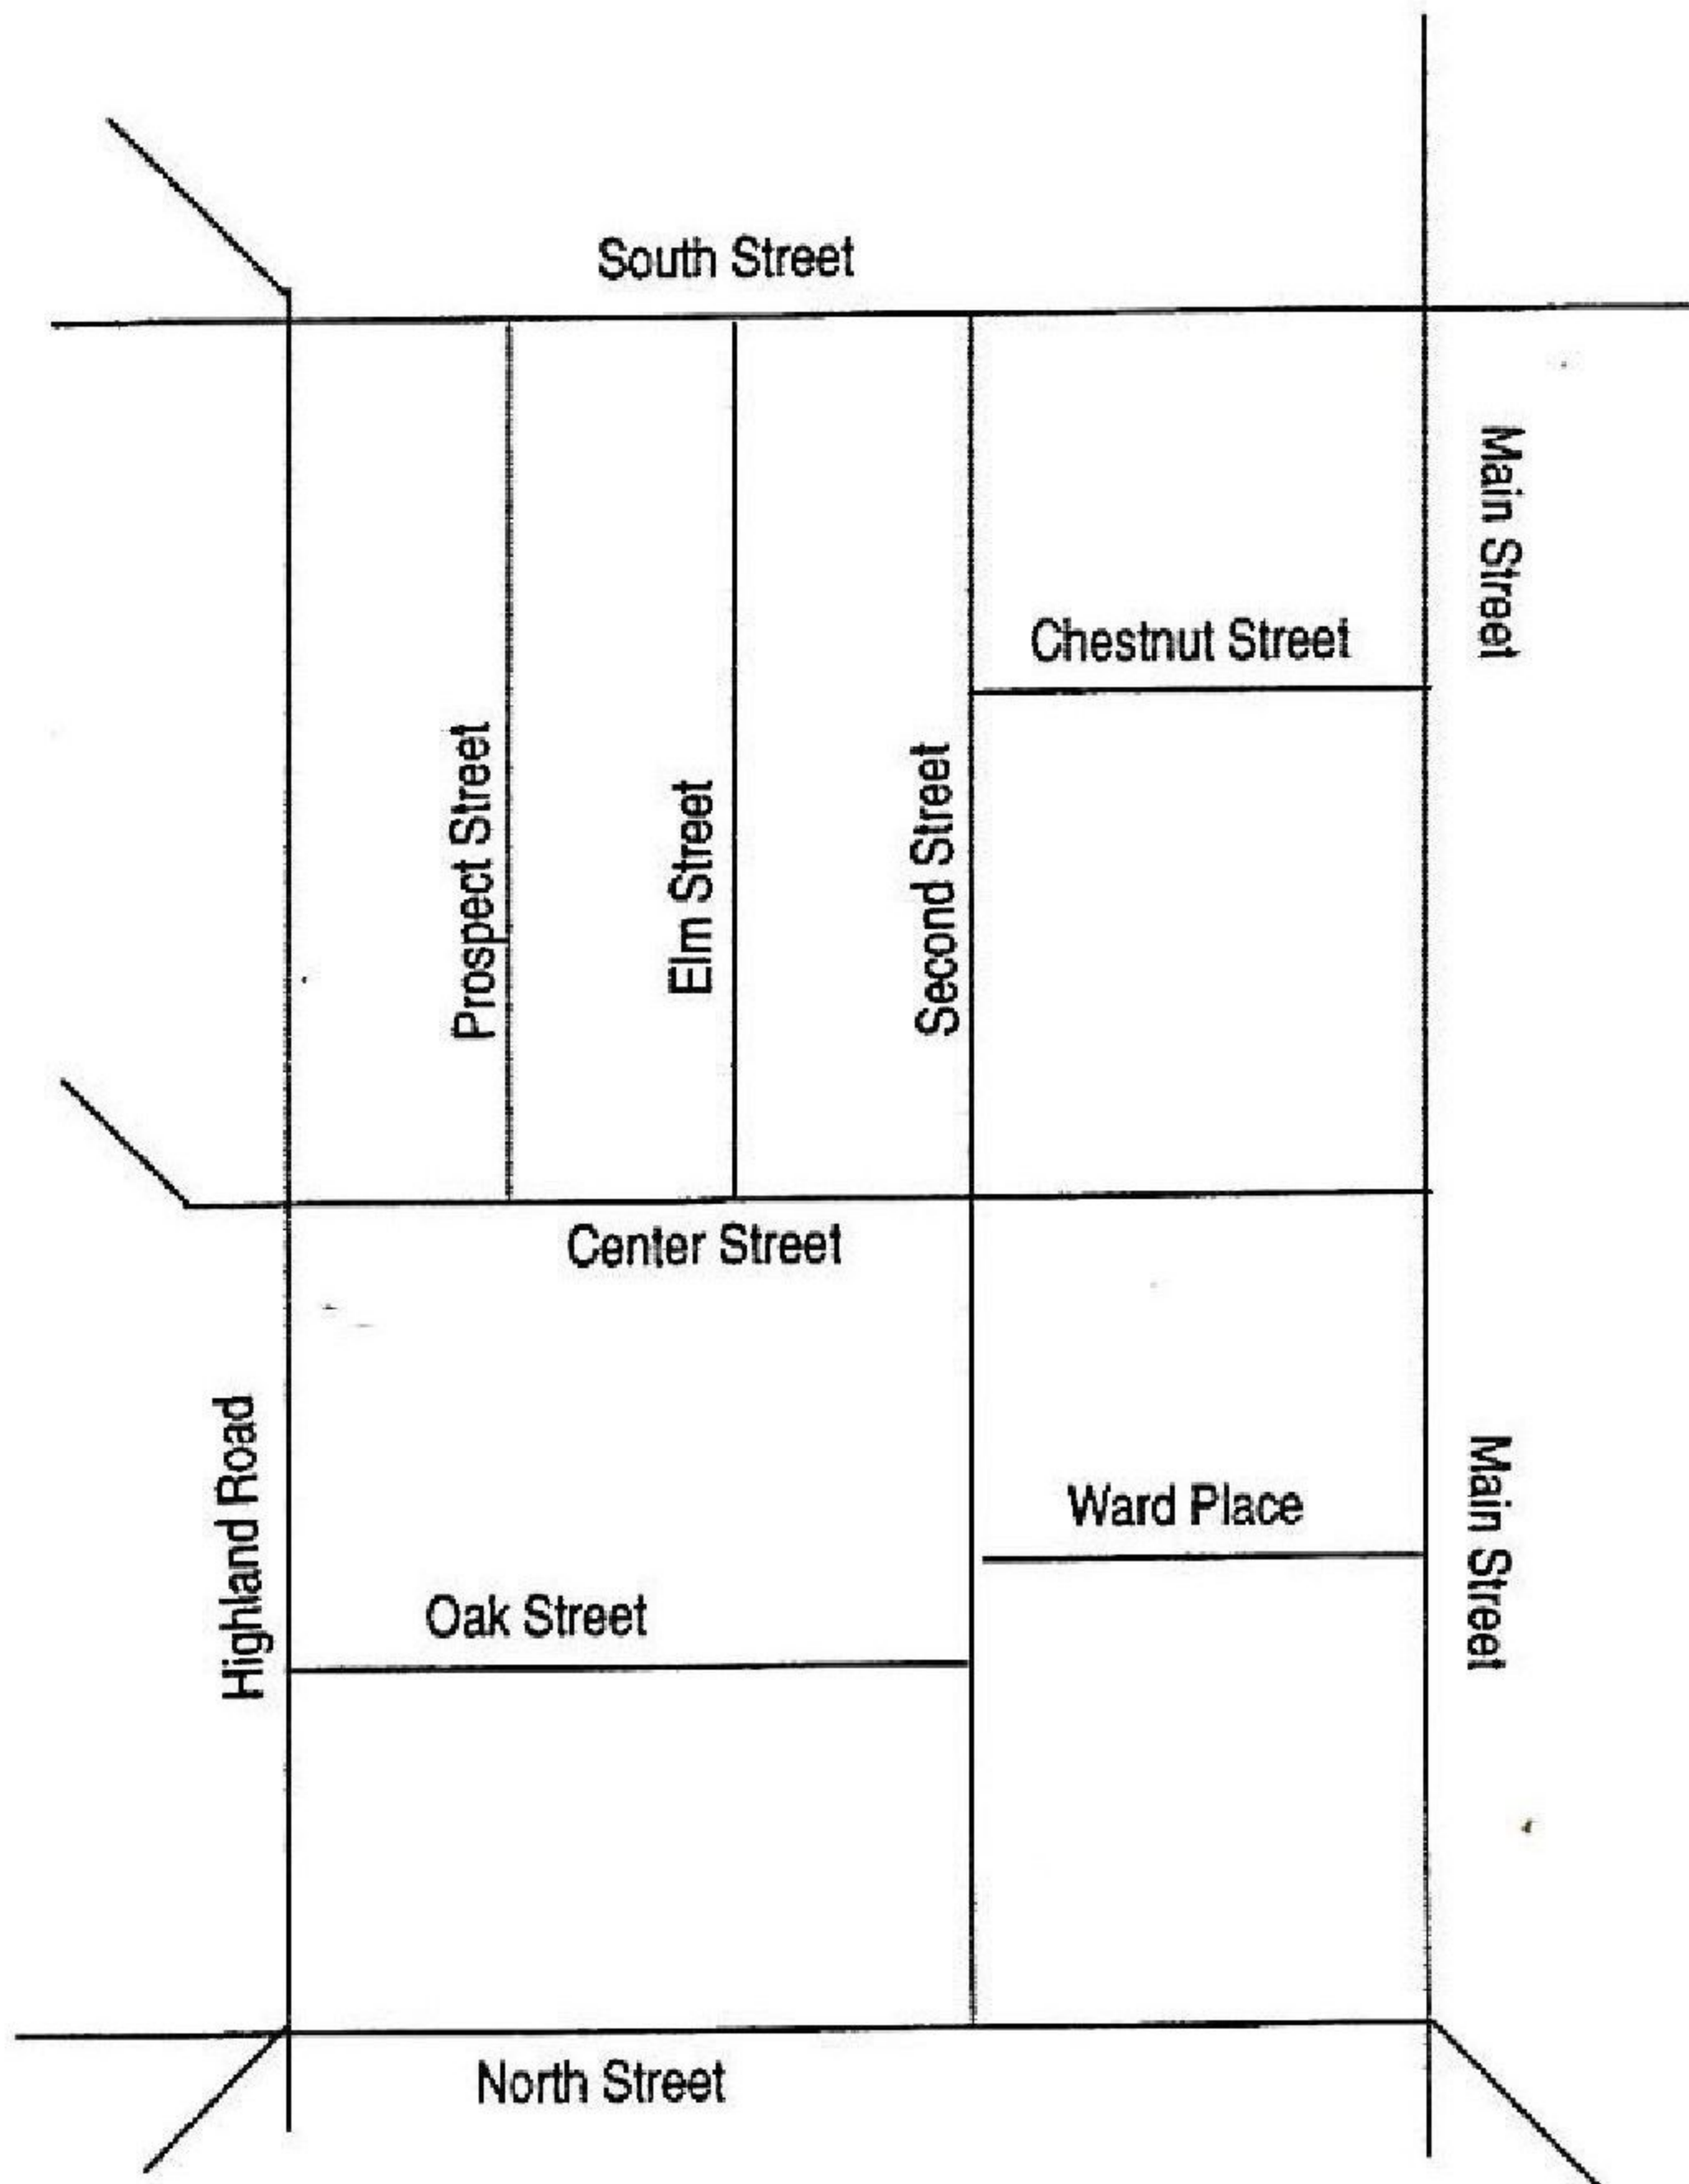 South Street
Main Street
Chestnut Street
Prospect Street
Elm Street
Second Street
Center Street
Highland Road
Main Street
Ward Place
Oak Street
North Street